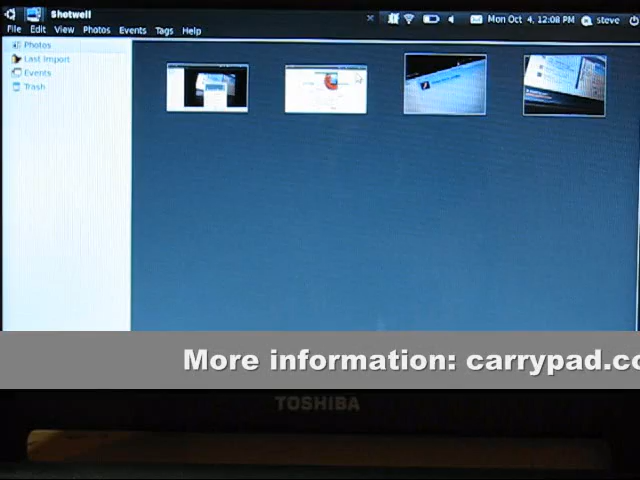 Shotwell
Mon Oct 4, 12:08 PM steve
File Edit View Photos Events Tags Help
Photos
Last Import
Events
Trash
More information: carrypad.co
TOSHIBA